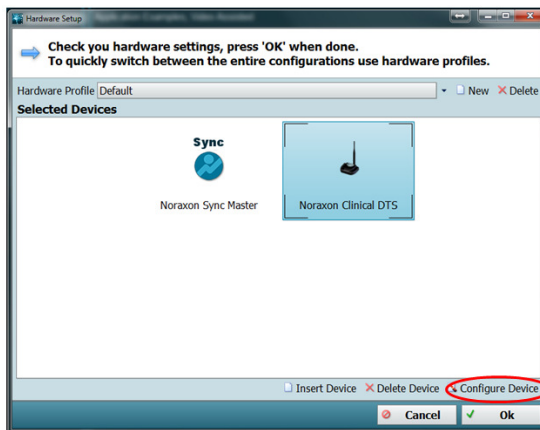 Hardware Setup
Check you hardware settings, press 'OK' when done.
To quickly switch between the entire configurations use hardware profiles.
Hardware Profile Default New Delete
Selected Devices
Sync
Noraxon Sync Master Noraxon Clinical DTS
Insert Device Delete Device Configure Device
Cancel Ok